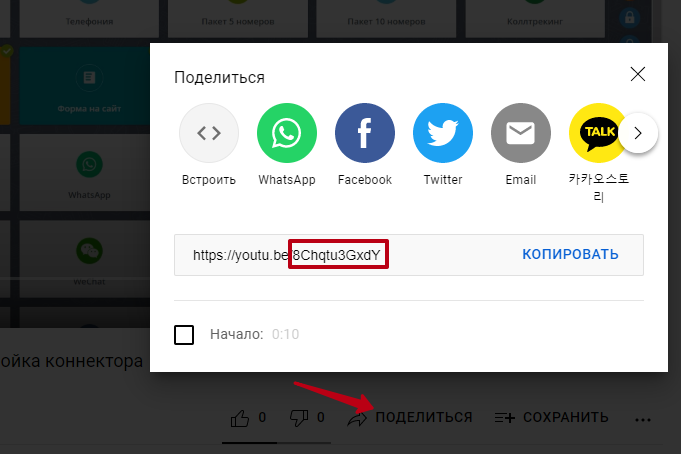 Телефония
Пакет 5 номеров
Пакет 10 номеров
Коллтрекинг
Форма на сайт
WhatsApp
WeChat
Поделиться
Встроить
WhatsApp
Facebook
Twitter
Email
TALK
카카오스토
리
https://youtu.be/8Chqtu3GxdY
КОПИРОВАТЬ
Начало: 0:10
ойка коннектора
0
0
ПОДЕЛИТЬСЯ
СОХРАНИТЬ